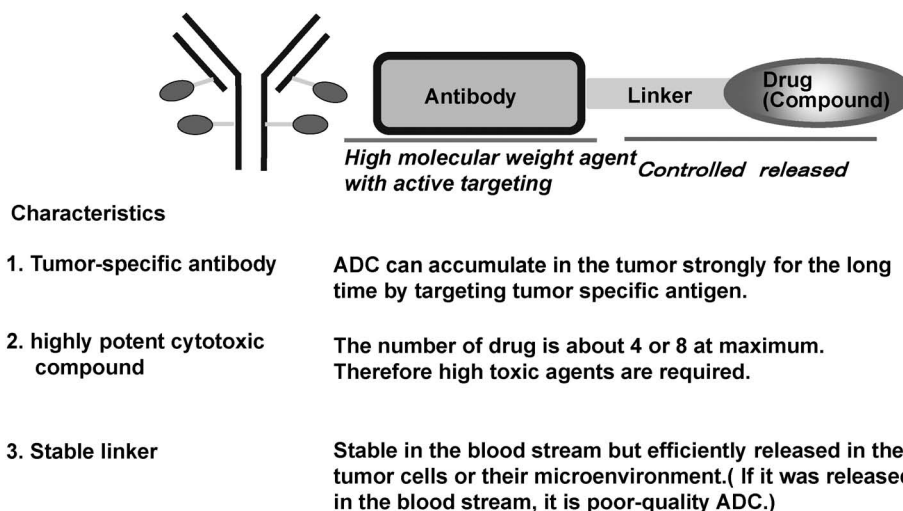 Antibody
Linker
Drug
(Compound)
High molecular weight agent
with active targeting
Controlled released
Characteristics
1. Tumor-specific antibody
ADC can accumulate in the tumor strongly for the long
time by targeting tumor specific antigen.
2. highly potent cytotoxic
compound
The number of drug is about 4 or 8 at maximum.
Therefore high toxic agents are required.
3. Stable linker
Stable in the blood stream but efficiently released in the
tumor cells or their microenvironment.( If it was released
in the blood stream, it is poor-quality ADC.)